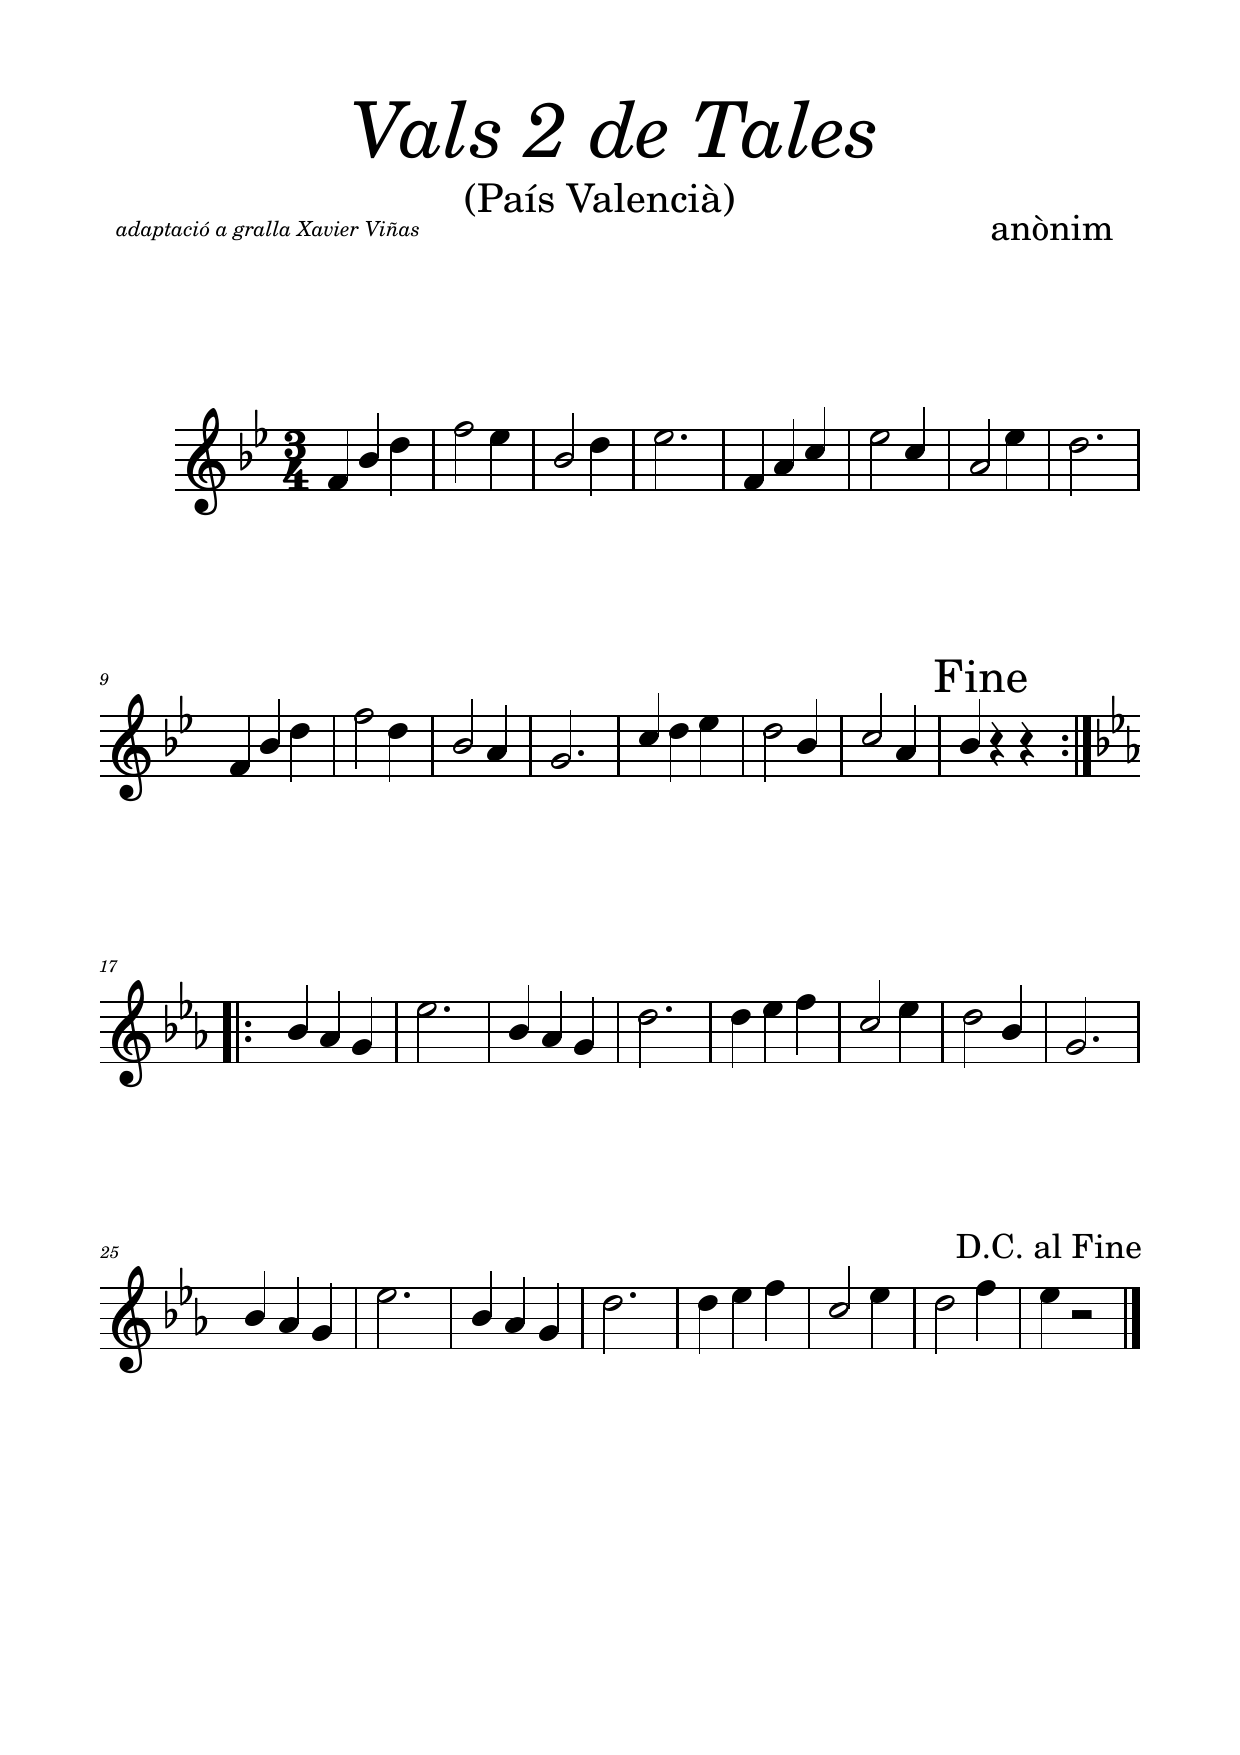 Vals 2 de Tales
(País Valencià)
adaptació a gralla Xavier Viñas
anònim
3
4
Fine
9
17
D.C. al Fine
25